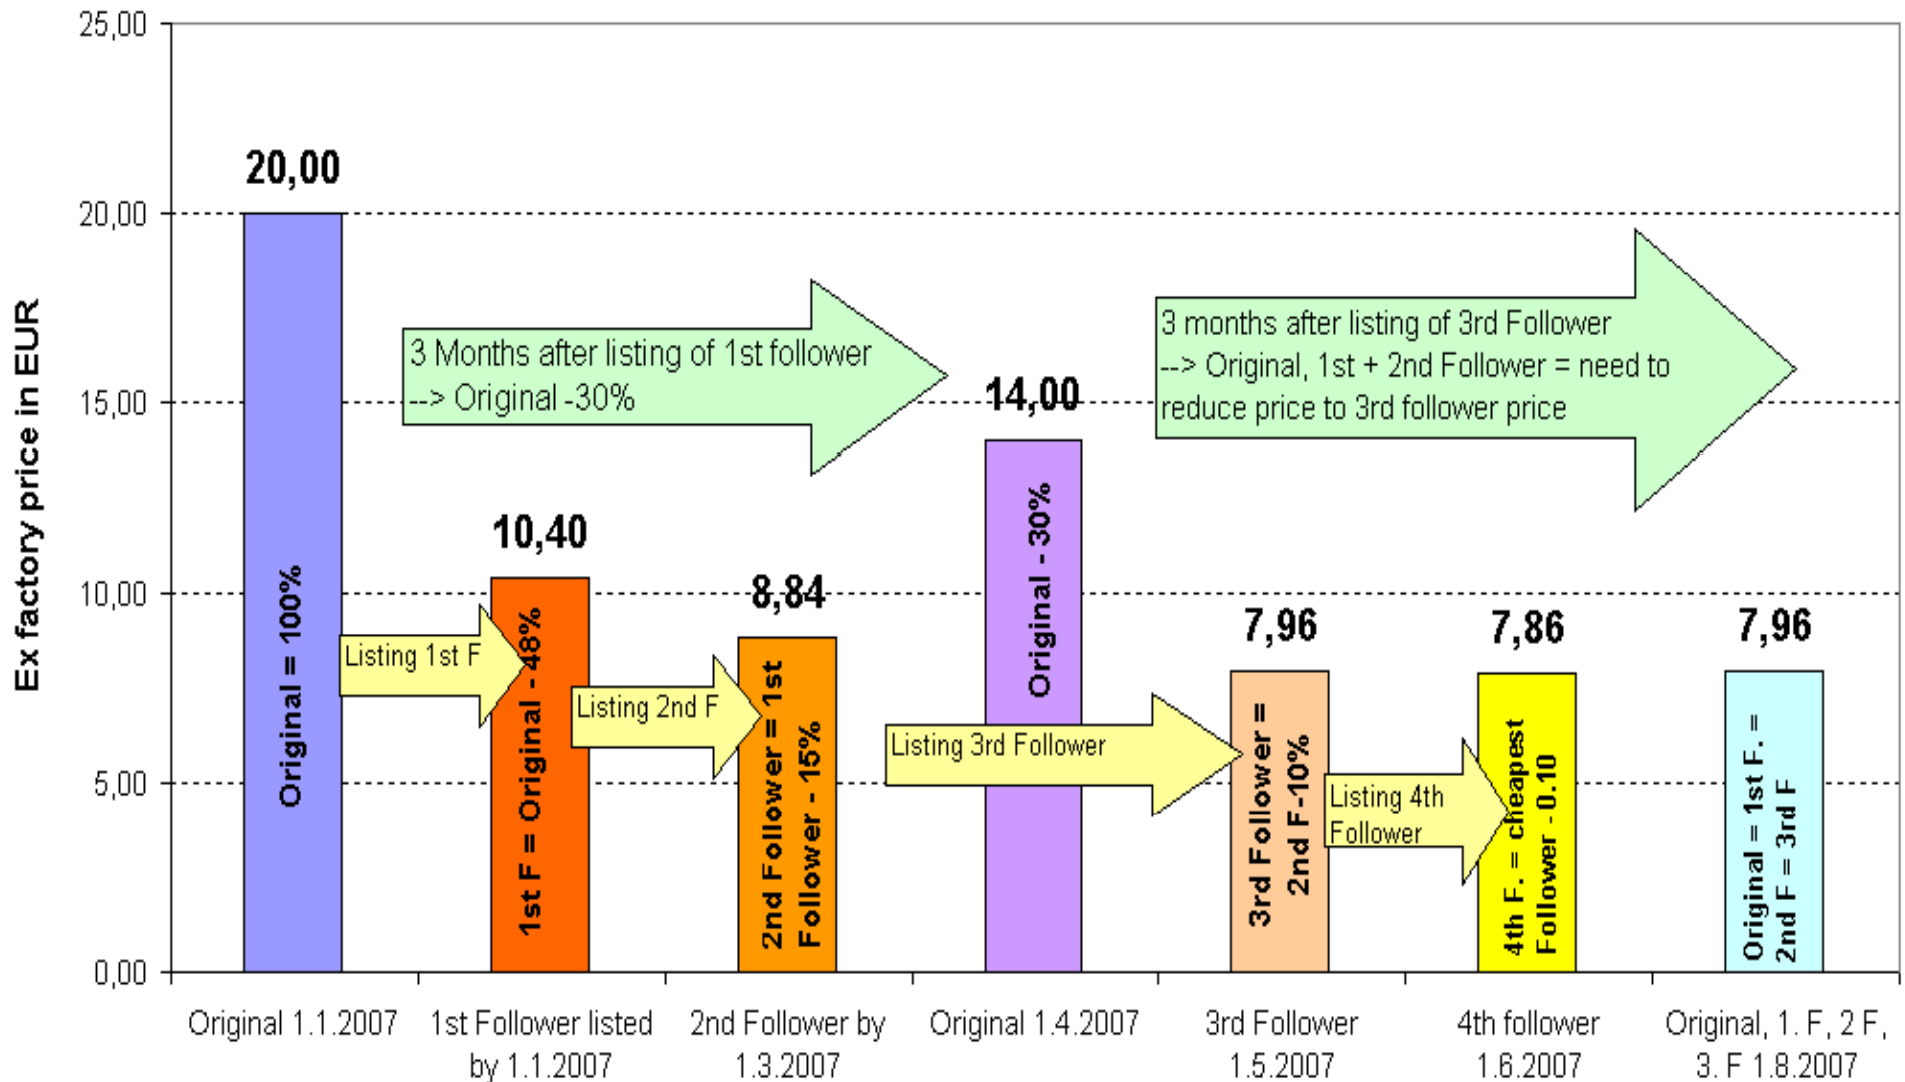 25,00
20,00
15,00
10,00
5,00
0,00
Ex factory price in EUR
20,00
10,40
8,84
14,00
7,96
7,86
7,96
3 Months after listing of 1st follower
--> Original -30%
3 months after listing of 3rd Follower
--> Original, 1st + 2nd Follower = need to
reduce price to 3rd follower price
Original = 100%
Listing 1st F
1st F = Original - 48%
Listing 2nd F
2nd Follower = 1st
Follower - 15%
Original - 30%
Listing 3rd Follower
3rd Follower =
2nd F-10%
Listing 4th
Follower
4th F. = cheapest
Follower - 0.10
Original = 1st F. =
2nd F = 3rd F
Original 1.1.2007
1st Follower listed
by 1.1.2007
2nd Follower by
1.3.2007
Original 1.4.2007
3rd Follower
1.5.2007
4th follower
1.6.2007
Original, 1. F, 2 F,
3. F 1.8.2007